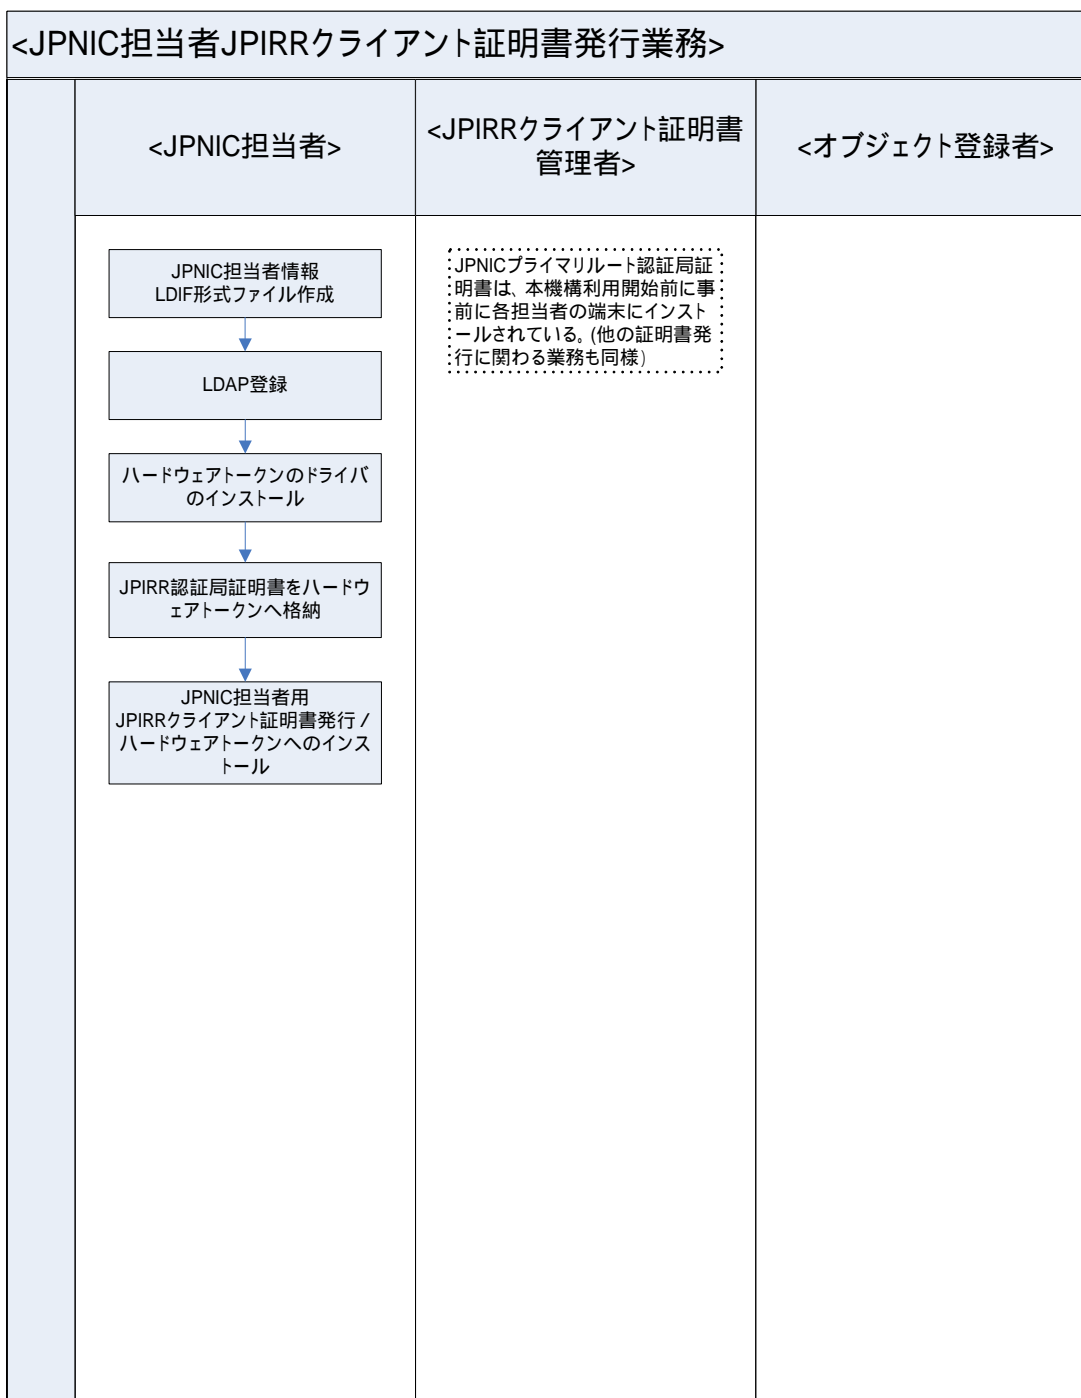 <JPNIC担当者JPIRRクライアント証明書発行業務>
<JPNIC担当者>
<JPIRRクライアント証明書
管理者>
<オブジェクト登録者>
JPNIC担当者情報
LDIF形式ファイル作成
LDAP登録
ハードウェアトークンのドライバ
のインストール
JPIRR認証局証明書をハードウ
ェアトークンへ格納
JPNIC担当者用
JPIRRクライアント証明書発行/
ハードウェアトークンへのインス
トール
JPNICプライマリルート認証局証
明書は、本機構利用開始前に事
前に各担当者の端末にインスト
ールされている。(他の証明書発
行に関わる業務も同様)